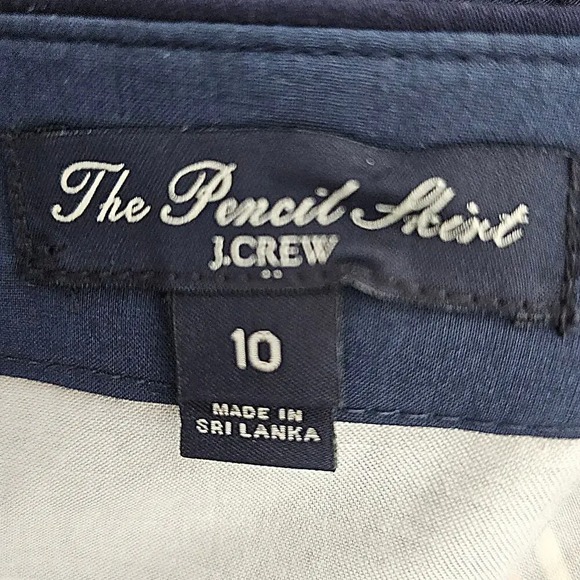 The Pencil Skirt
J.CREW
10
MADE IN
SRI LANKA